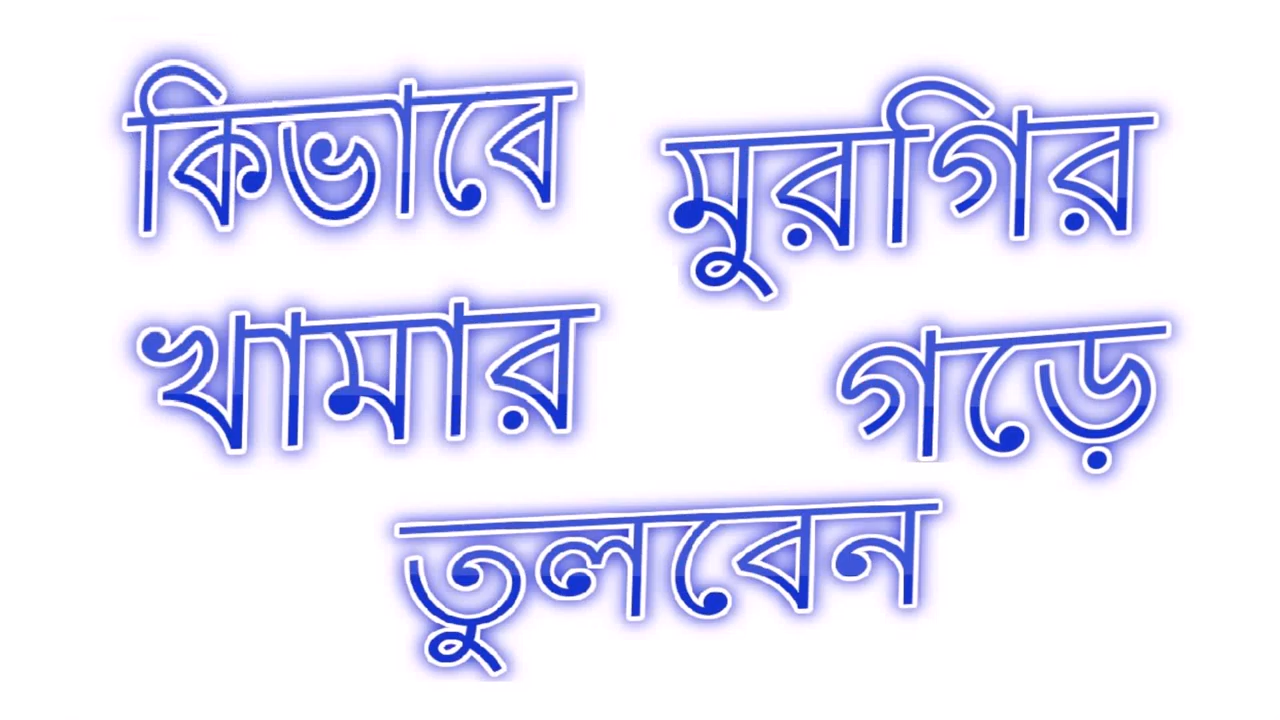 কিভাবে মুরগির
খামার গড়ে
তুলবেন